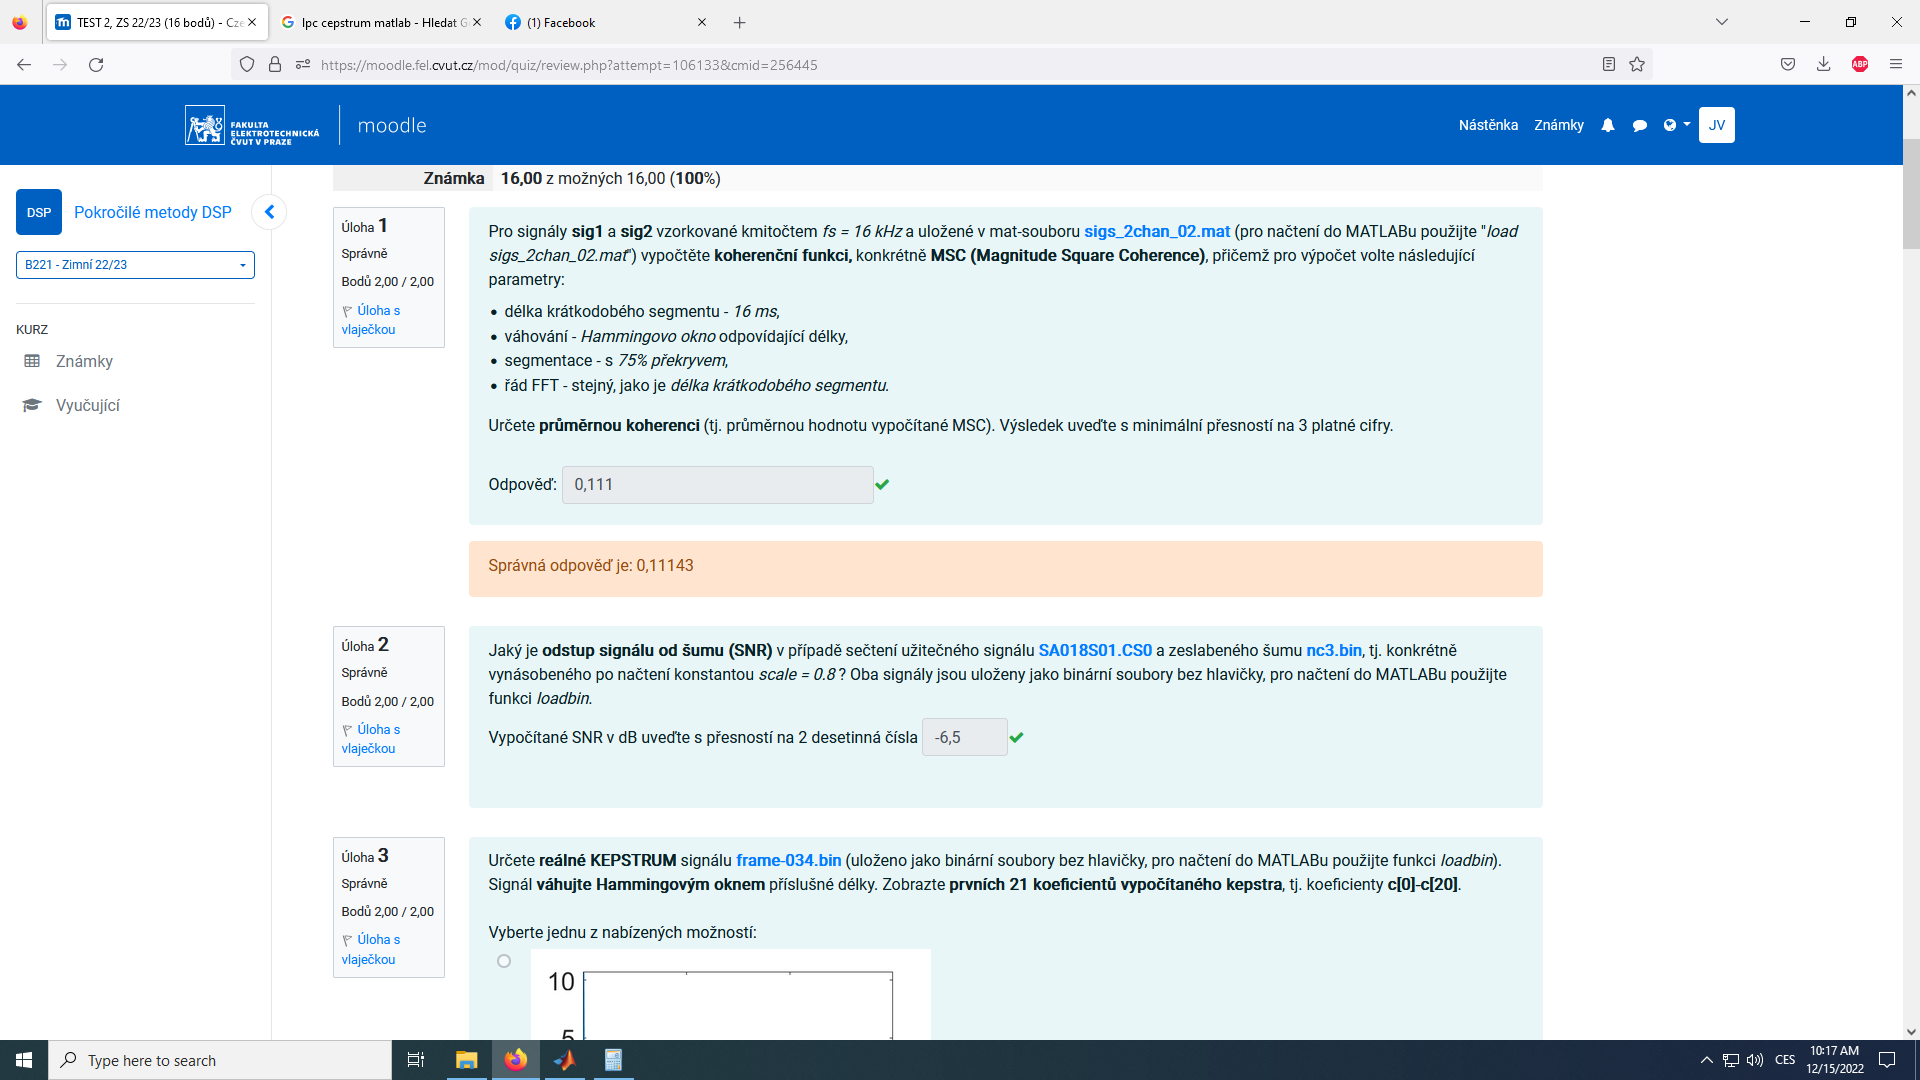 TEST 2, ZS 22/23 (16 bodů) - Cze
lpc cepstrum matlab - Hledat G
(1) Facebook
https://moodle.fel.cvut.cz/mod/quiz/review.php?attempt=106133&cmid=256445
ABP
FAKULTA
ELEKTROTECHNICKÁ
ČVUT V PRAZE
moodle
Nástěnka
Známky
JV
DSP
Pokročilé metody DSP
B221 - Zimní 22/23
KURZ
Známky
Vyučující
Známka 16,00 z možných 16,00 (100%)
Úloha 1
Správně
Bodů 2,00 / 2,00
Úloha s
vlaječkou
Pro signály sig1 a sig2 vzorkované kmitočtem fs = 16 kHz a uložené v mat-souboru sigs_2chan_02.mat (pro načtení do MATLABu použijte "load
sigs_2chan_02.mat") vypočtěte koherenční funkci, konkrétně MSC (Magnitude Square Coherence), přičemž pro výpočet volte následující
parametry:
• délka krátkodobého segmentu - 16 ms,
• váhování - Hammingovo okno odpovídající délky,
• segmentace - s 75% překryvem,
• řád FFT - stejný, jako je délka krátkodobého segmentu.
Určete průměrnou koherenci (tj. průměrnou hodnotu vypočítané MSC). Výsledek uveďte s minimální přesností na 3 platné cifry.
Odpověď: 0,111
Správná odpověď je: 0,11143
Úloha 2
Správně
Bodů 2,00 / 2,00
Úloha s
vlaječkou
Jaký je odstup signálu od šumu (SNR) v případě sečtení užitečného signálu SA018S01.CS0 a zeslabeného šumu nc3.bin, tj. konkrétně
vynásobeného po načtení konstantou scale = 0.8 ? Oba signály jsou uloženy jako binární soubory bez hlavičky, pro načtení do MATLABu použijte
funkci loadbin.
Vypočítané SNR v dB uveďte s přesností na 2 desetinná čísla -6,5
Úloha 3
Správně
Bodů 2,00 / 2,00
Úloha s
vlaječkou
Určete reálné KEPSTRUM signálu frame-034.bin (uloženo jako binární soubory bez hlavičky, pro načtení do MATLABu použijte funkci loadbin).
Signál váhujte Hammingovým oknem příslušné délky. Zobrazte prvních 21 koeficientů vypočítaného kepstra, tj. koeficienty c[0]-c[20].
Vyberte jednu z nabízených možností:
10
5
Type here to search
CES
10:17 AM
12/15/2022